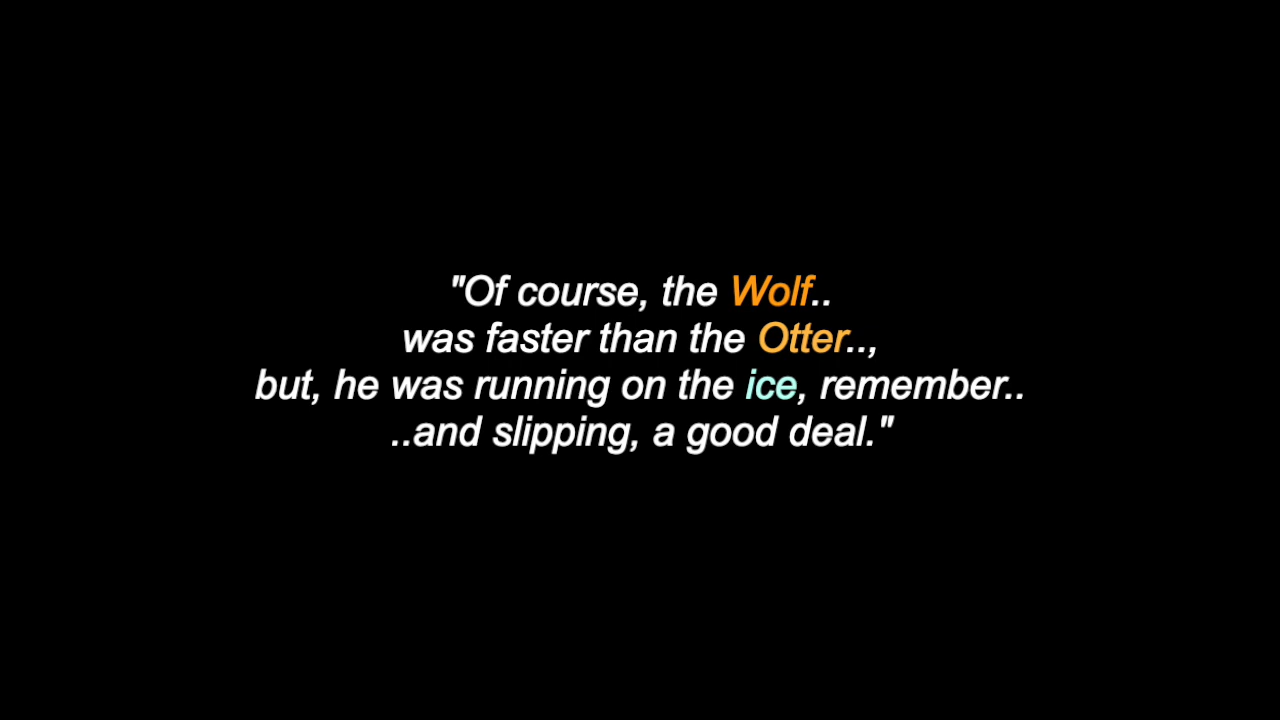 "Of course, the Wolf..
was faster than the Otter..,
but, he was running on the ice, remember..
..and slipping, a good deal."